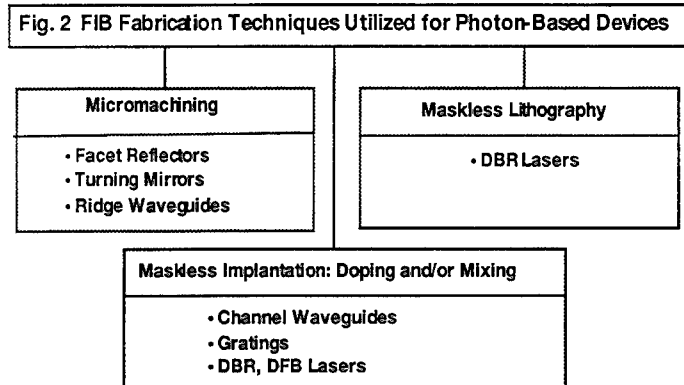 Fig. 2 FIB Fabrication Techniques Utilized for Photon-Based Devices
Micromachining
• Facet Reflectors
• Turning Mirrors
• Ridge Waveguides
Maskless Lithography
• DBR Lasers
Maskless Implantation: Doping and/or Mixing
• Channel Waveguides
• Gratings
• DBR, DFB Lasers